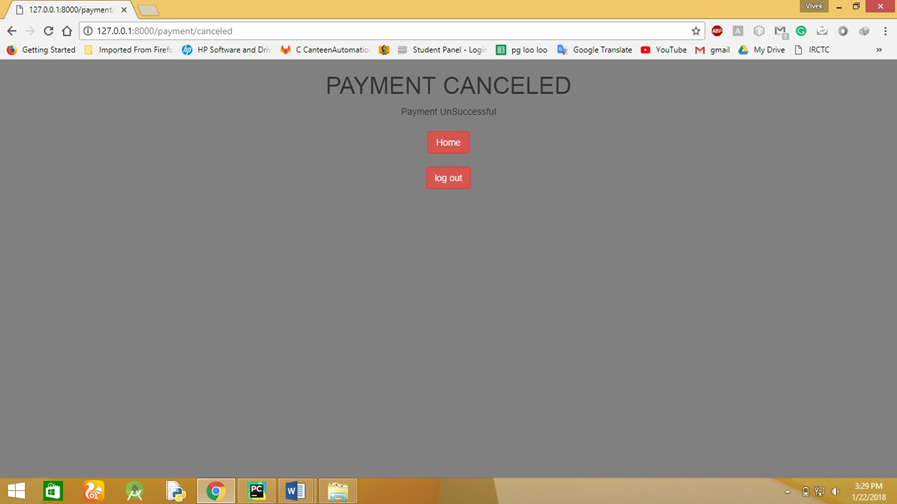 Vivek
127.0.0.1:8000/payment/
127.0.0.1:8000/payment/canceled
Getting Started Imported From Firefo HP Software and Driv C CanteenAutomation Student Panel - Login pg loo loo Google Translate YouTube gmail My Drive IRCTC »
PAYMENT CANCELED
Payment UnSuccessful
Home
log out
3:29 PM
1/22/2018